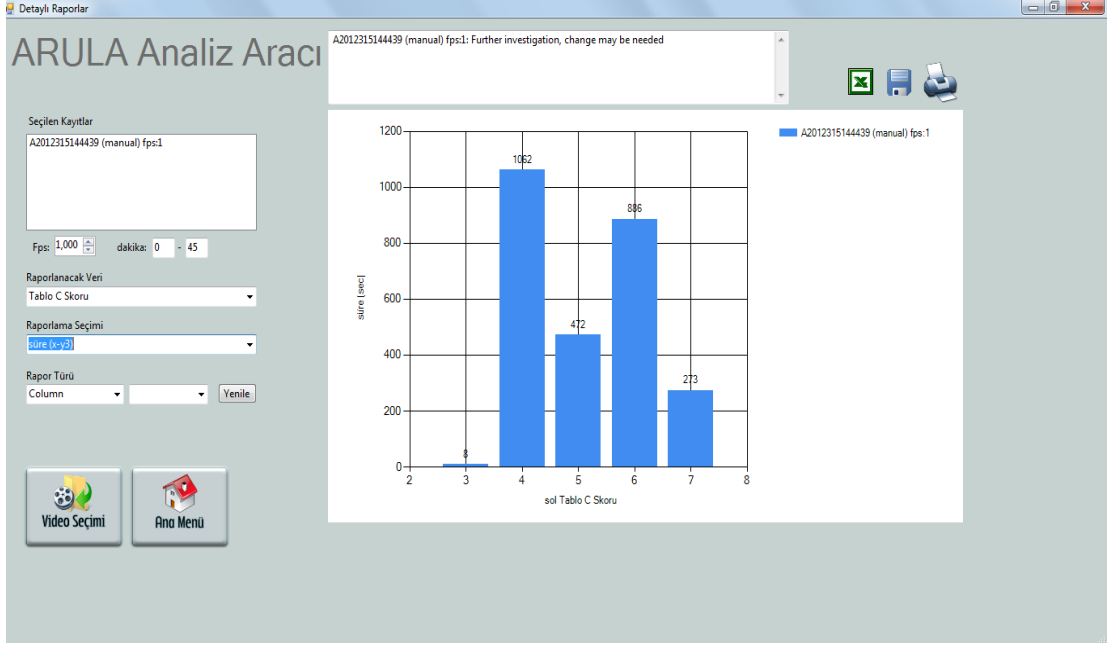 Detaylı Raporlar
ARULA Analiz Aracı
A2012315144439 (manual) fps:1: Further investigation, change may be needed
Seçilen Kayıtlar
A2012315144439 (manual) fps:1
Fps: 1,000 dakika: 0 - 45
Raporlanacak Veri
Tablo C Skoru
Raporlama Seçimi
süre (x-y3)
Rapor Türü
Column
Yenile
Video Seçimi
Ana Menü
süre [sec]
1200
1000
800
600
400
200
0
8
1062
472
886
273
2 3 4 5 6 7 8
sol Tablo C Skoru
A2012315144439 (manual) fps:1